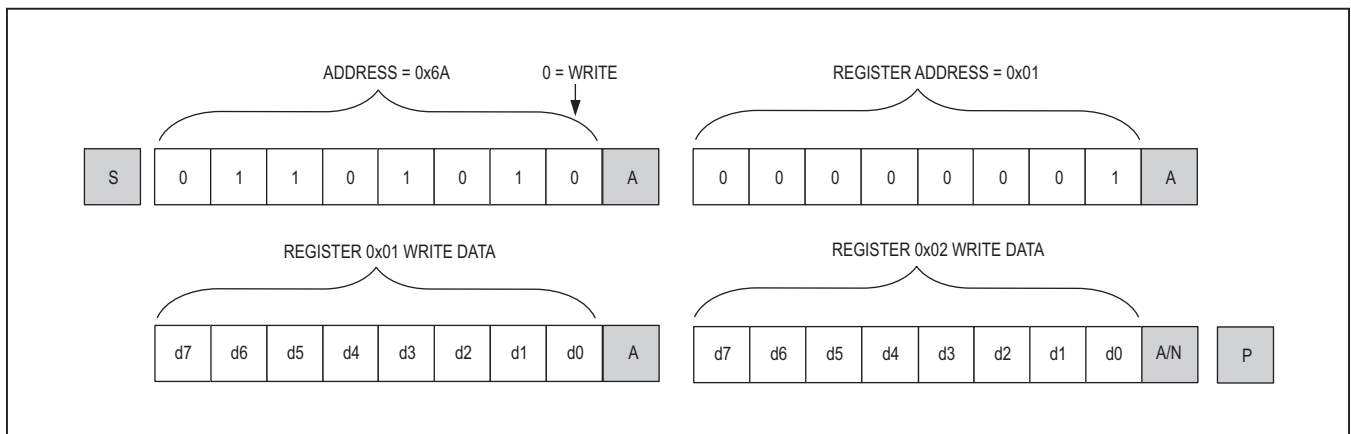 ADDRESS = 0x6A 0 = WRITE REGISTER ADDRESS = 0x01
S 0 1 1 0 1 0 1 0 A 0 0 0 0 0 0 0 1 A
REGISTER 0x01 WRITE DATA REGISTER 0x02 WRITE DATA
d7 d6 d5 d4 d3 d2 d1 d0 A d7 d6 d5 d4 d3 d2 d1 d0 A/N P